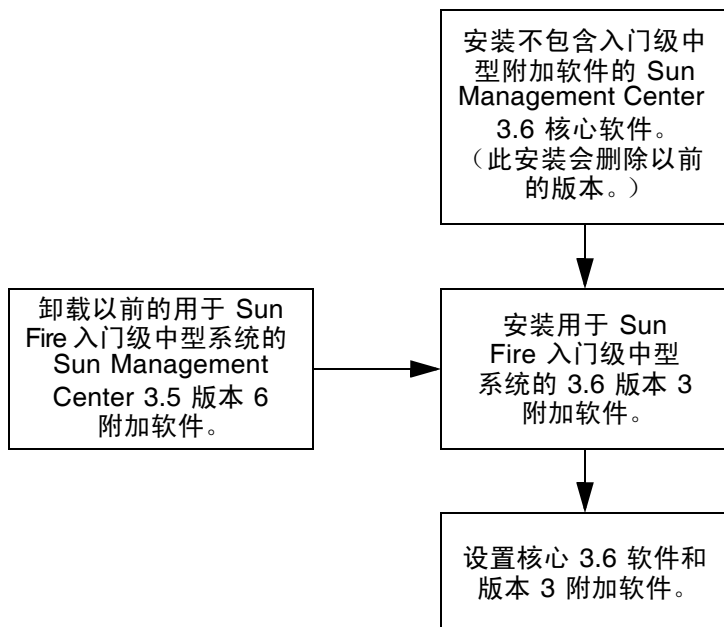 安装不包含入门级中
型附加软件的 Sun
Management Center
3.6 核心软件。
（此安装会删除以前
的版本。）
卸载以前的用于 Sun
Fire 入门级中型系统的
Sun Management
Center 3.5 版本 6
附加软件。
安装用于 Sun
Fire 入门级中型
系统的 3.6 版本 3
附加软件。
设置核心 3.6 软件和
版本 3 附加软件。